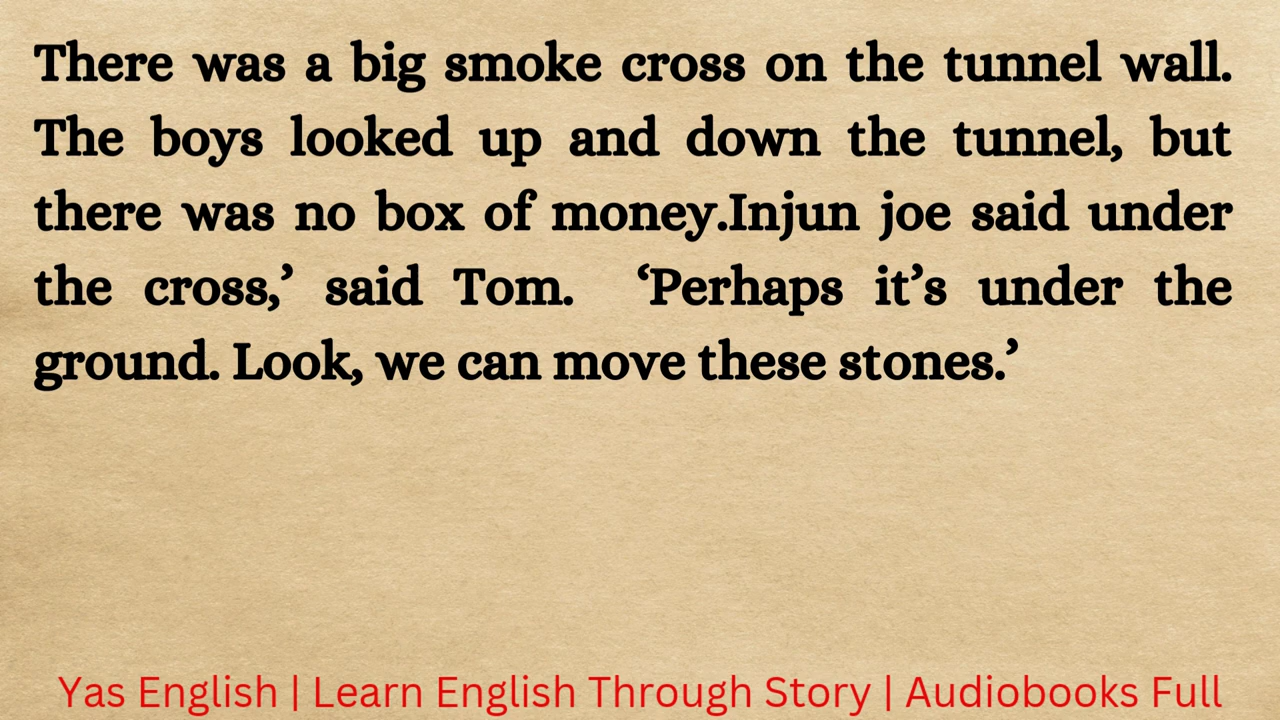 There was a big smoke cross on the tunnel wall.
The boys looked up and down the tunnel, but
there was no box of money.Injun joe said under
the cross,’ said Tom.  ‘Perhaps it’s under the
ground. Look, we can move these stones.’
Yas English | Learn English Through Story | Audiobooks Full